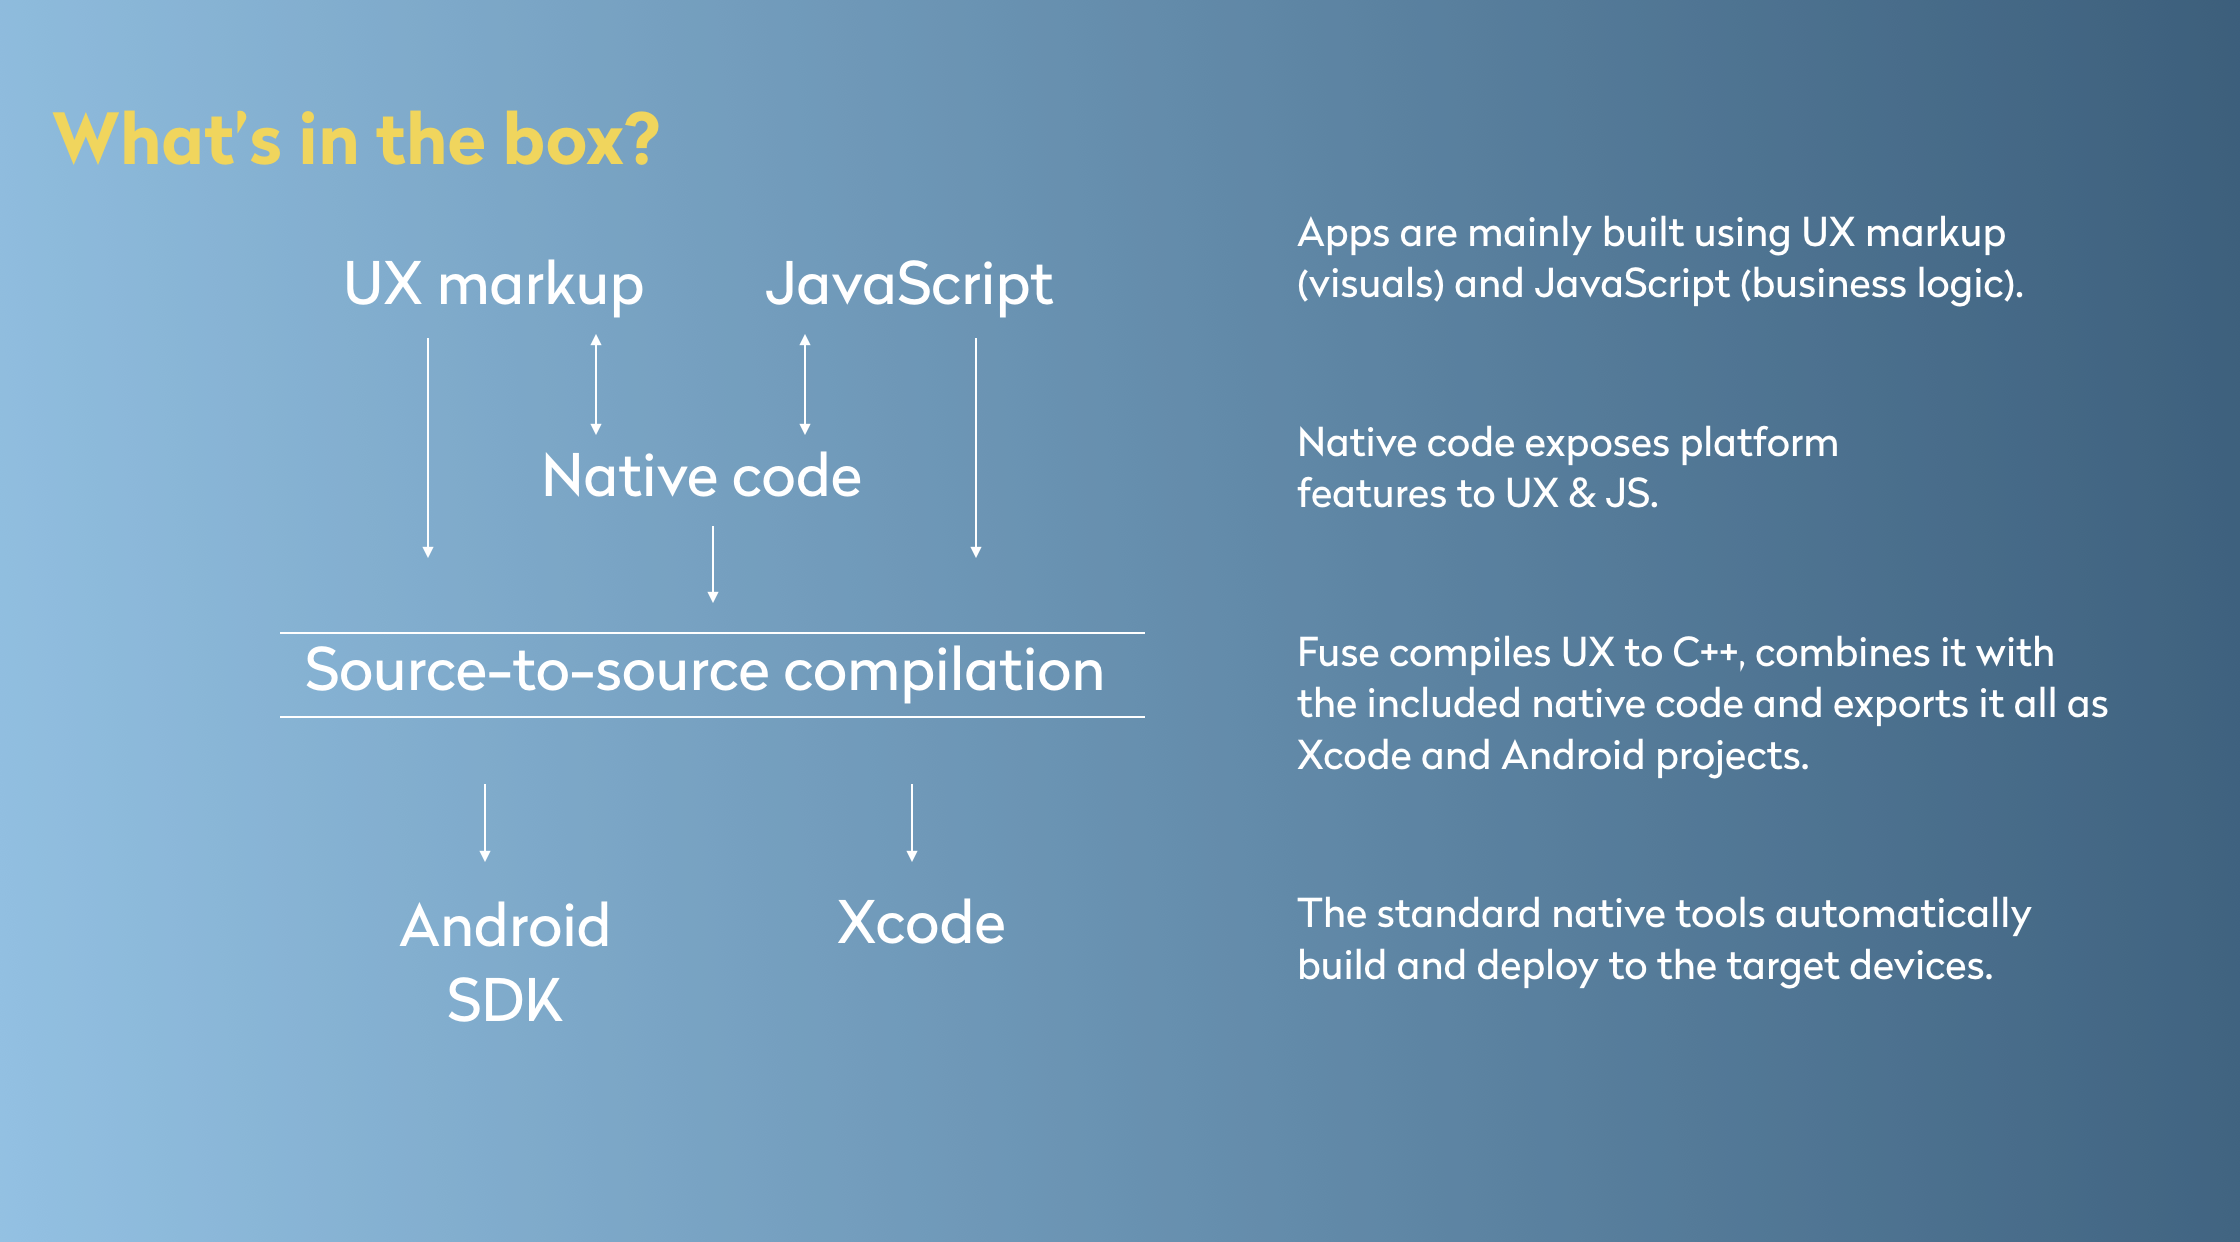 What's in the box?
UX markup
JavaScript
Native code
Source-to-source compilation
Android
SDK
Xcode
Apps are mainly built using UX markup
(visuals) and JavaScript (business logic).
Native code exposes platform
features to UX & JS.
Fuse compiles UX to C++, combines it with
the included native code and exports it all as
Xcode and Android projects.
The standard native tools automatically
build and deploy to the target devices.